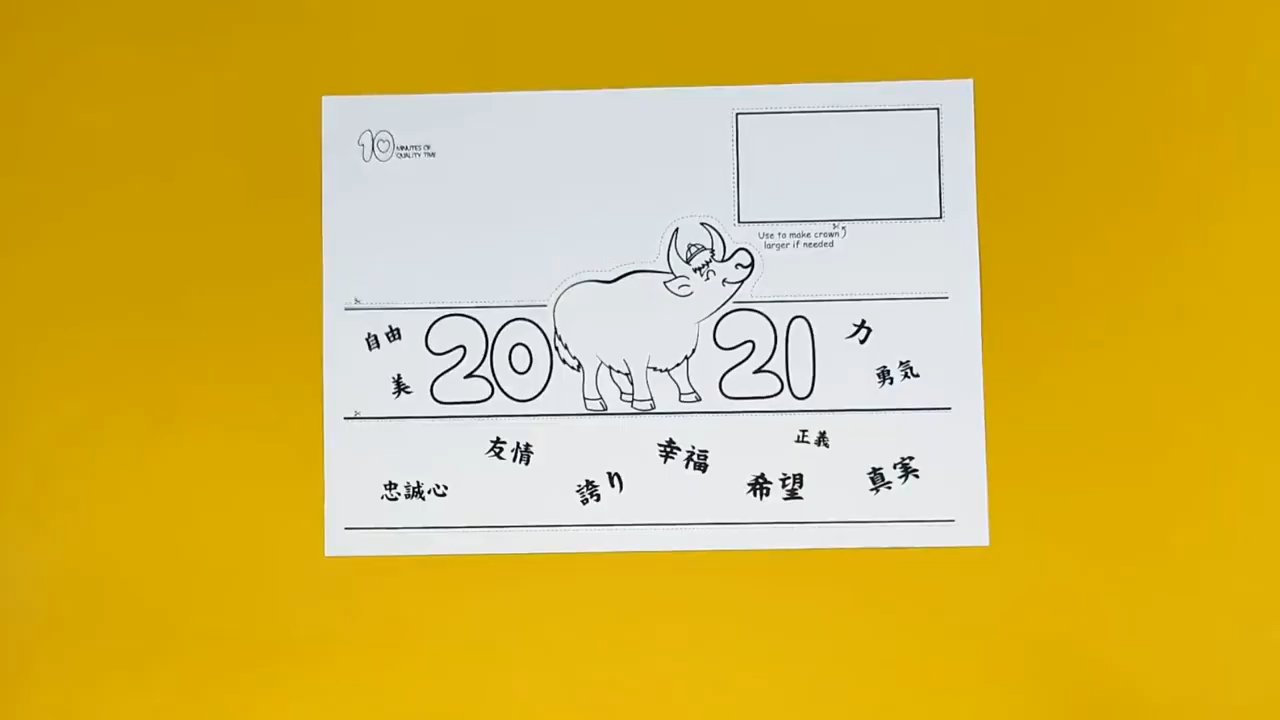 10 MINUTES OF
QUALITY TIME
Use to make crown
larger if needed
自由
美
2021
力
勇気
友情
幸福
正義
忠誠心
誇り
希望
真実